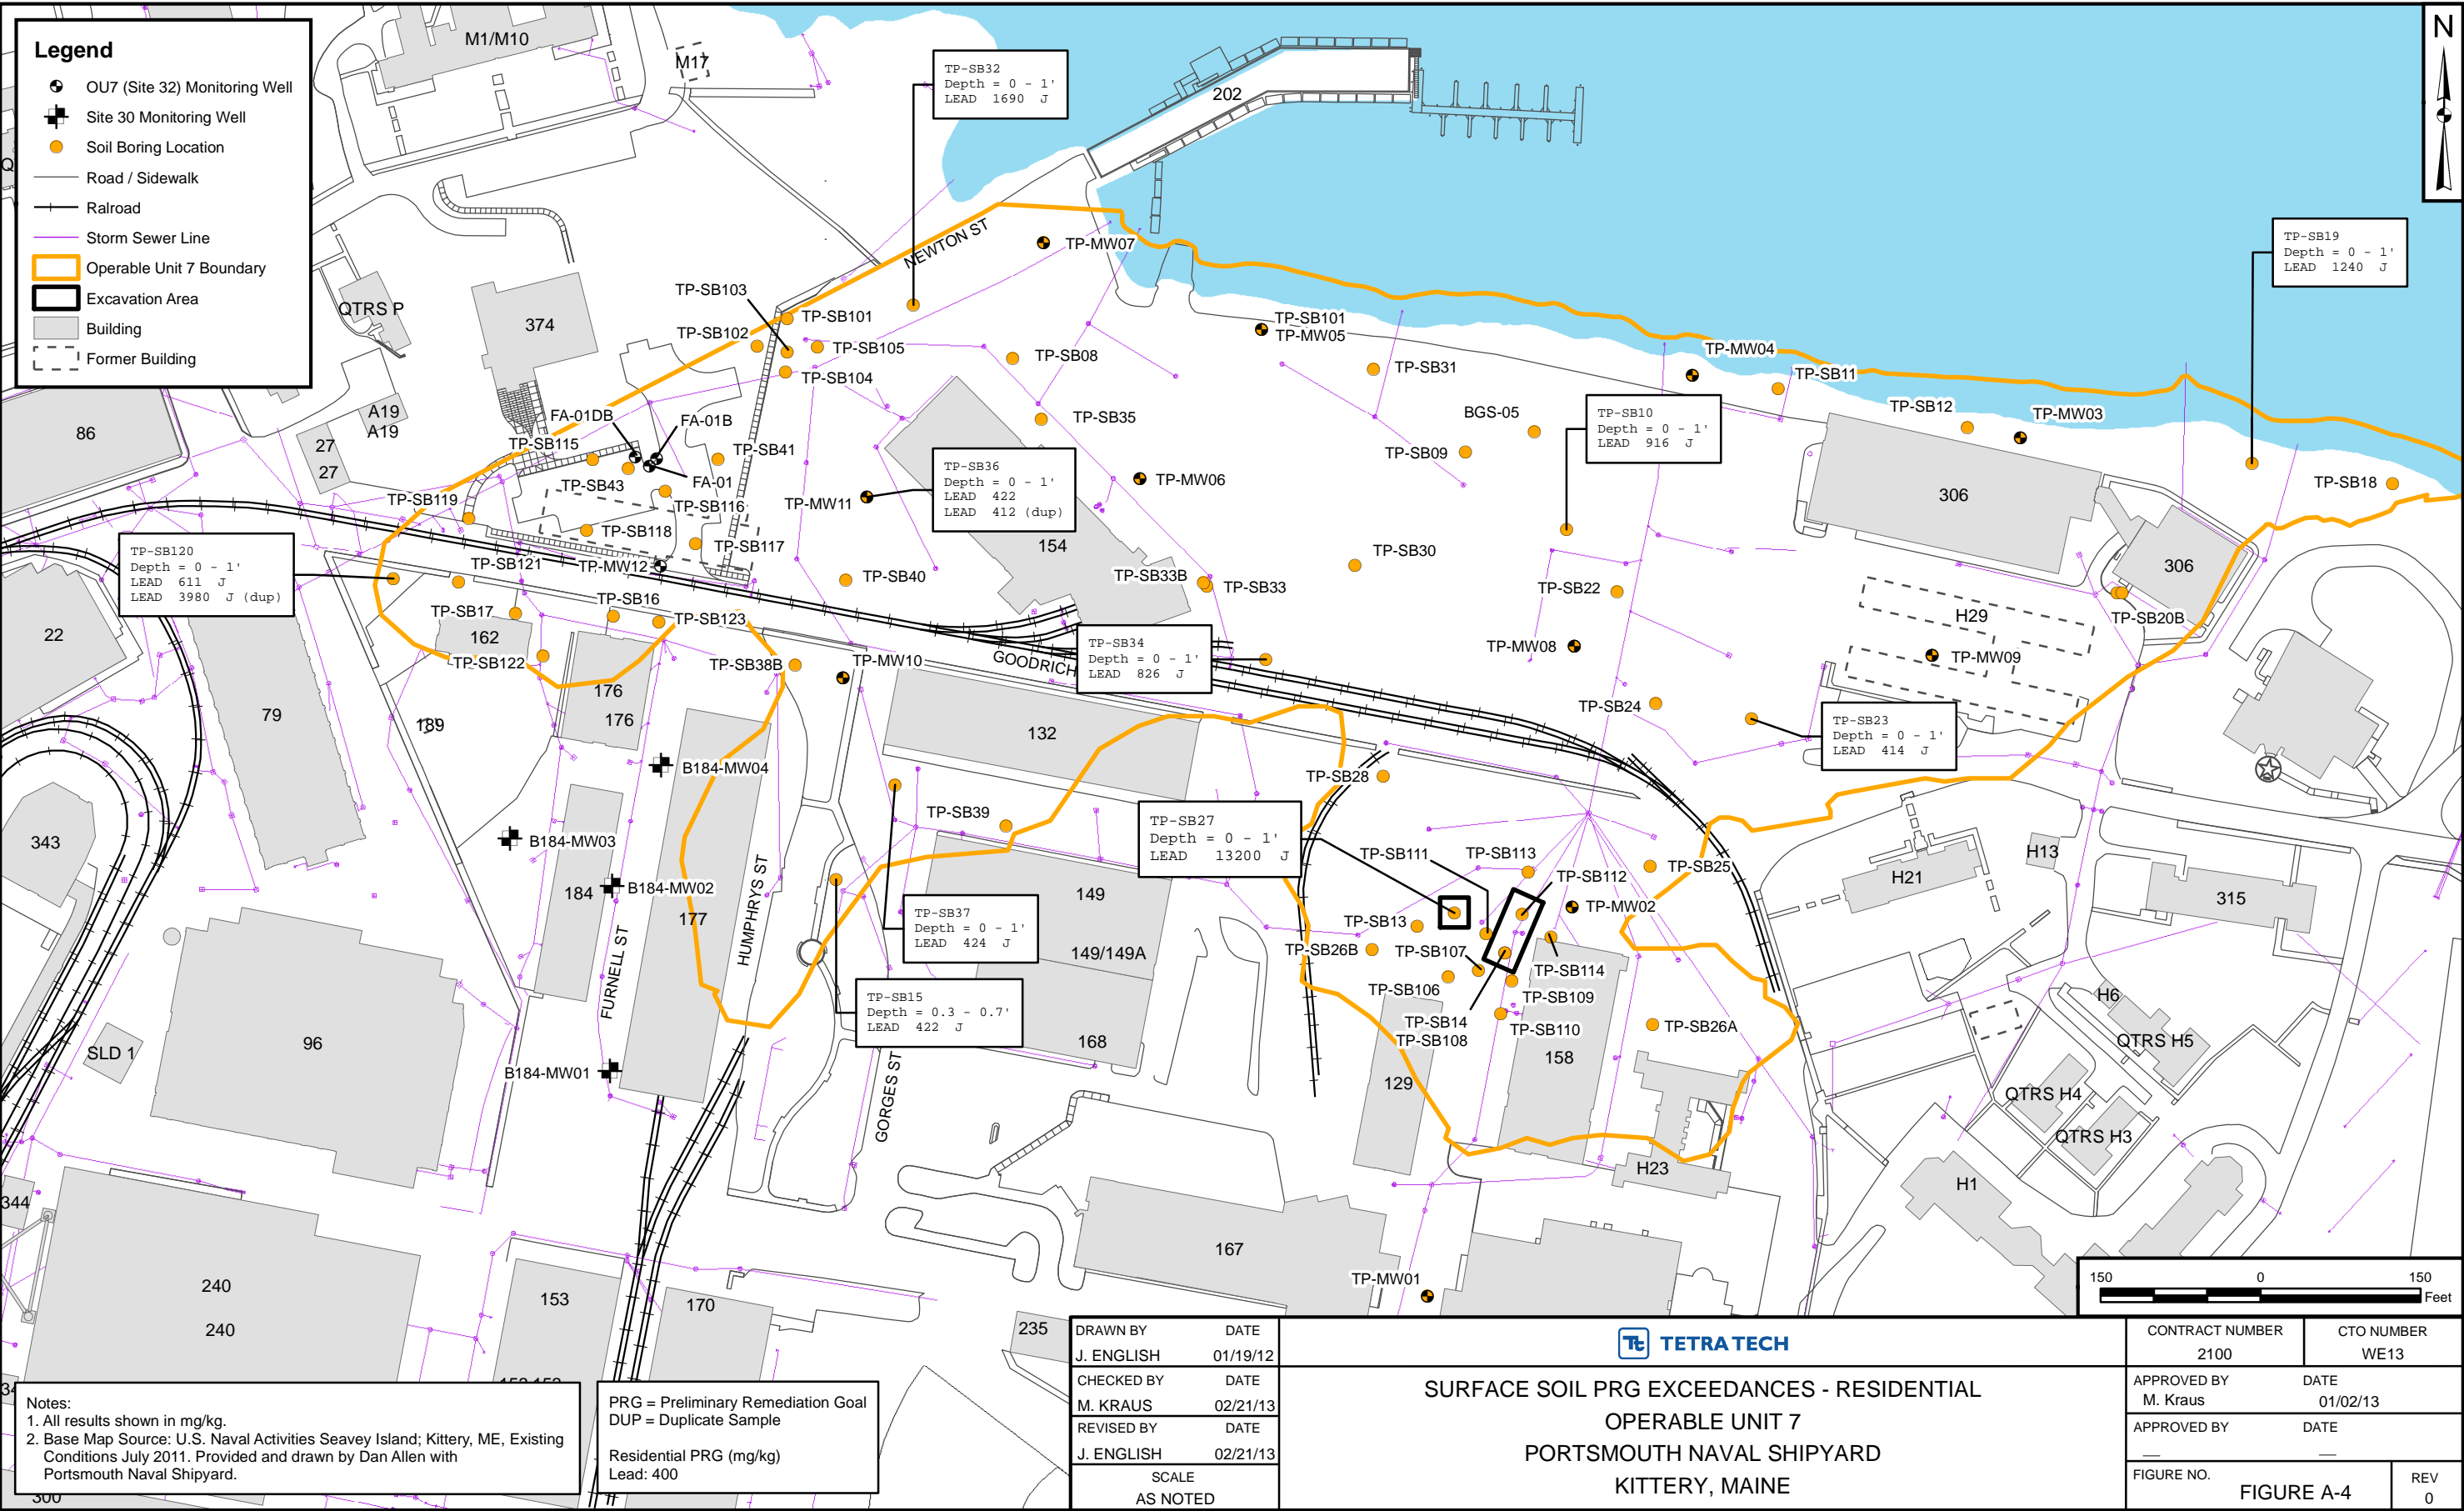 Legend
OU7 (Site 32) Monitoring Well
Site 30 Monitoring Well
Soil Boring Location
Road / Sidewalk
Ralroad
Storm Sewer Line
Operable Unit 7 Boundary
Excavation Area
Building
Former Building
M1/M10
M17
TP-SB32
Depth = 0 - 1'
LEAD 1690 J
202
N
TP-SB19
Depth = 0 - 1'
LEAD 1240 J
NEWTON ST
TP-MW07
QTRS P
374
TP-SB103
TP-SB101
TP-SB102
TP-SB105
TP-SB104
TP-SB08
TP-SB101
TP-MW05
TP-SB31
TP-MW04
TP-SB11
TP-SB12
TP-MW03
TP-SB18
86
A19
A19
27
27
FA-01DB
FA-01B
TP-SB115
TP-SB41
TP-SB43
FA-01
TP-SB119
TP-SB116
TP-SB118
TP-SB117
TP-SB35
BGS-05
TP-SB09
TP-SB10
Depth = 0 - 1'
LEAD 916 J
TP-SB36
Depth = 0 - 1'
LEAD 422
LEAD 412 (dup)
TP-MW11
TP-MW06
154
306
306
TP-SB120
Depth = 0 - 1'
LEAD 611 J
LEAD 3980 J (dup)
TP-SB121
TP-MW12
TP-SB40
TP-SB33B
TP-SB33
TP-SB30
TP-SB22
H29
TP-SB20B
22
TP-SB17
TP-SB16
162
TP-SB123
TP-SB122
TP-SB38B
TP-MW10
GOODRICH
TP-SB34
Depth = 0 - 1'
LEAD 826 J
TP-MW08
TP-MW09
176
176
79
189
132
TP-SB24
TP-SB23
Depth = 0 - 1'
LEAD 414 J
B184-MW04
TP-SB28
TP-SB39
343
B184-MW03
B184-MW02
184
177
HUMPHRYS ST
FURNELL ST
149
149/149A
168
TP-SB27
Depth = 0 - 1'
LEAD 13200 J
TP-SB111
TP-SB113
TP-SB112
TP-SB25
TP-MW02
TP-SB13
TP-SB26B
TP-SB107
TP-SB114
TP-SB106
TP-SB109
TP-SB14
TP-SB108
TP-SB110
TP-SB26A
H21
H13
315
TP-SB37
Depth = 0 - 1'
LEAD 424 J
TP-SB15
Depth = 0.3 - 0.7'
LEAD 422 J
96
SLD 1
B184-MW01
GORGES ST
129
158
H23
H6
QTRS H5
QTRS H4
QTRS H3
H1
344
240
240
153
170
167
TP-MW01
235
300
150 0 150
Feet
Notes:
1. All results shown in mg/kg.
2. Base Map Source: U.S. Naval Activities Seavey Island; Kittery, ME, Existing
Conditions July 2011. Provided and drawn by Dan Allen with
Portsmouth Naval Shipyard.
PRG = Preliminary Remediation Goal
DUP = Duplicate Sample
Residential PRG (mg/kg)
Lead: 400
DRAWN BY DATE
J. ENGLISH 01/19/12
CHECKED BY DATE
M. KRAUS 02/21/13
REVISED BY DATE
J. ENGLISH 02/21/13
SCALE
AS NOTED
Tt TETRA TECH
SURFACE SOIL PRG EXCEEDANCES - RESIDENTIAL
OPERABLE UNIT 7
PORTSMOUTH NAVAL SHIPYARD
KITTERY, MAINE
CONTRACT NUMBER
2100
CTO NUMBER
WE13
APPROVED BY DATE
M. Kraus 01/02/13
APPROVED BY DATE
__ __
FIGURE NO.
FIGURE A-4
REV
0